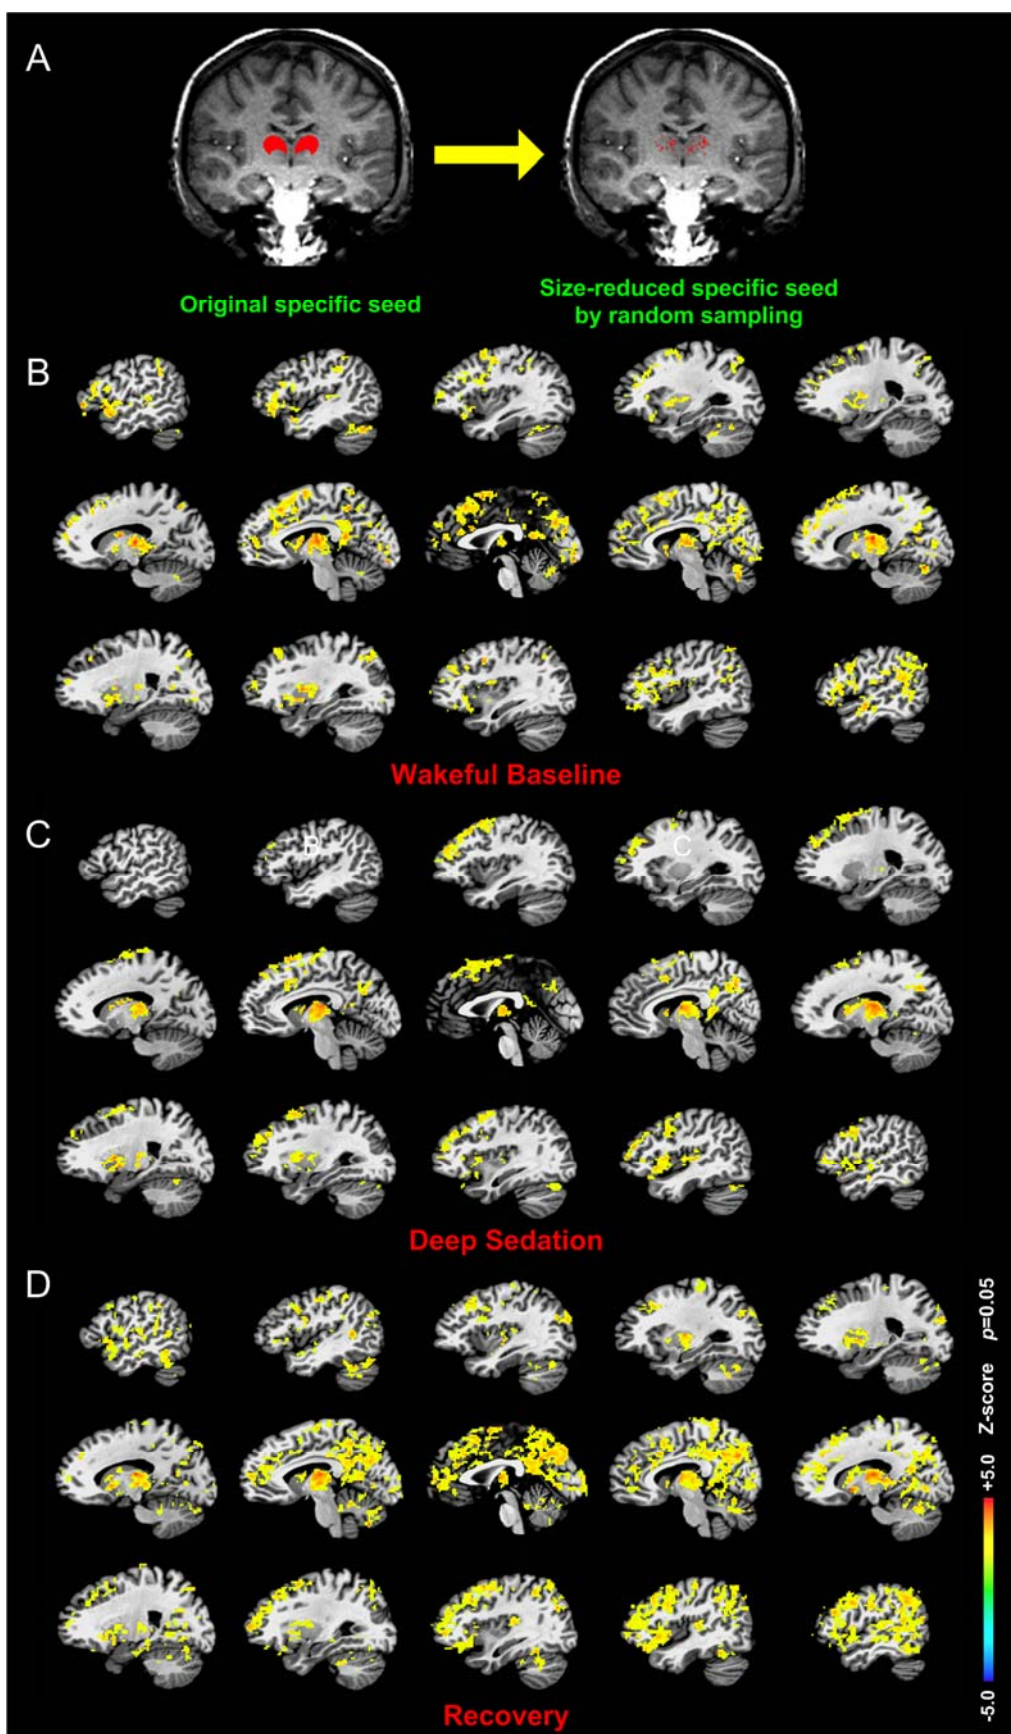 A
Original specific seed
Size-reduced specific seed
by random sampling
B
Wakeful Baseline
C
B
C
Deep Sedation
D
-5.0 +5.0 Z-score p=0.05
Recovery